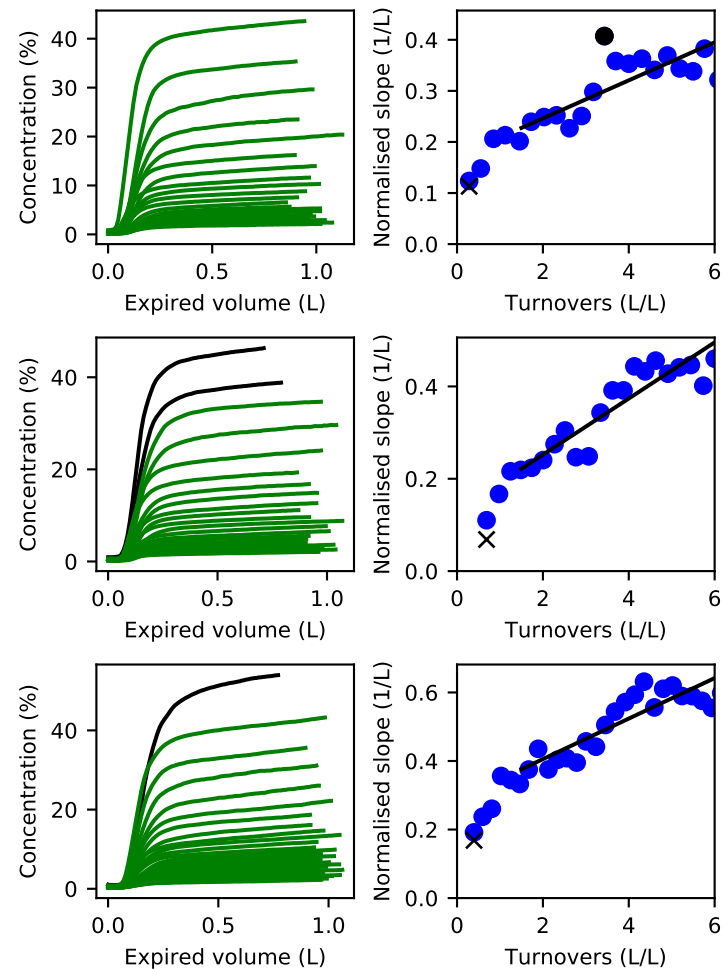 Concentration (%)
40
30
20
10
0
0.0 0.5 1.0
Expired volume (L)
Normalised slope (1/L)
0.4
0.3
0.2
0.1
0.0
0 2 4 6
Turnovers (L/L)
Concentration (%)
40
20
0
0.0 0.5 1.0
Expired volume (L)
Normalised slope (1/L)
0.4
0.2
0.0
0 2 4 6
Turnovers (L/L)
Concentration (%)
40
20
0
0.0 0.5 1.0
Expired volume (L)
Normalised slope (1/L)
0.6
0.4
0.2
0.0
0 2 4 6
Turnovers (L/L)